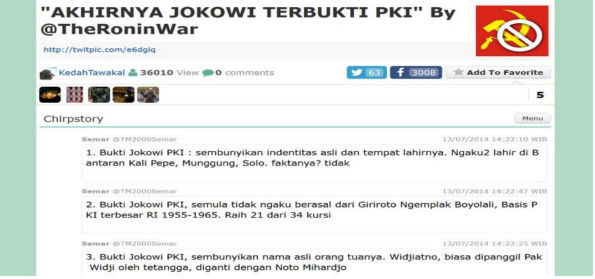 "AKHIRNYA JOKOWI TERBUKTI PKI" By
@TheRoninWar
http://twitpic.com/e6dglq
KedahTawakal 36010 View 0 comments
63
3008
Add To Favorite
5
Chirpstory
Menu
Semar @TM2000Semar 13/07/2014 14:22:10 WIB
1. Bukti Jokowi PKI : sembunyikan indentitas asli dan tempat lahirnya. Ngaku2 lahir di B
antaran Kali Pepe, Munggung, Solo. faktanya? tidak
Semar @TM2000Semar 13/07/2014 14:22:47 WIB
2. Bukti Jokowi PKI, semula tidak ngaku berasal dari Giriroto Ngemplak Boyolali, Basis P
KI terbesar RI 1955-1965. Raih 21 dari 34 kursi
Semar @TM2000Semar 13/07/2014 14:23:25 WIB
3. Bukti Jokowi PKI, sembunyikan nama asli orang tuanya. Widjiatno, biasa dipanggil Pak
Widji oleh tetangga, diganti dengan Noto Mihardjo